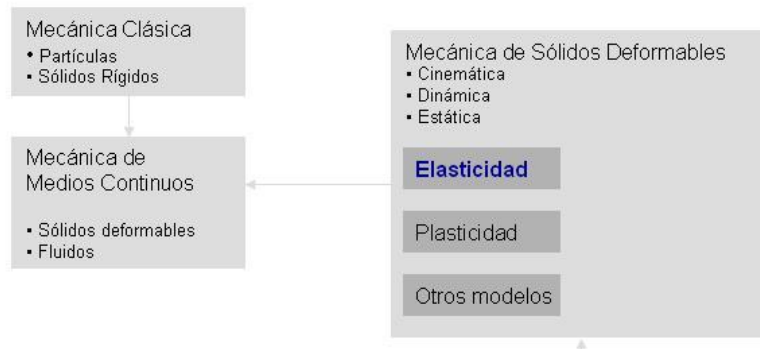 Mecánica Clásica
• Partículas
▪ Sólidos Rígidos
Mecánica de
Medios Continuos
▪ Sólidos deformables
▪ Fluidos
Mecánica de Sólidos Deformables
▪ Cinemática
▪ Dinámica
▪ Estática
Elasticidad
Plasticidad
Otros modelos